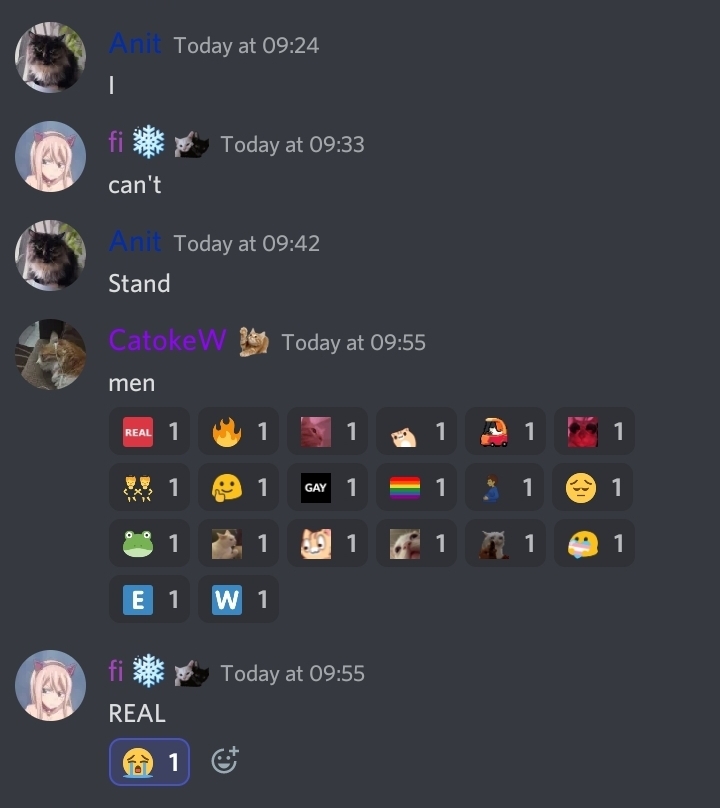 Anit Today at 09:24
I
fi Today at 09:33
can't
Anit Today at 09:42
Stand
CatokeW Today at 09:55
men
REAL 1 1 1 1 1 1
1 1 GAY 1 1 1 1
1 1 1 1 1 1
E 1 W 1
fi Today at 09:55
REAL
1